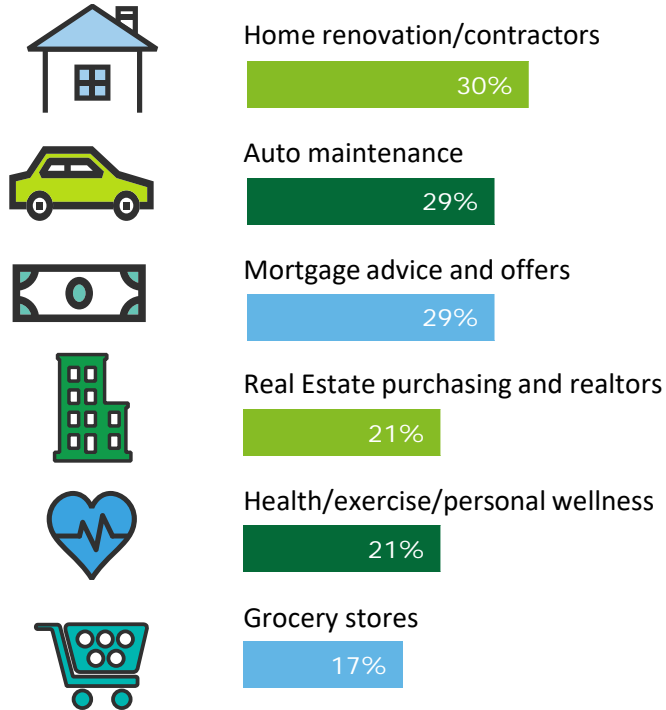 Home renovation/contractors
30%
Auto maintenance
29%
Mortgage advice and offers
29%
Real Estate purchasing and realtors
21%
Health/exercise/personal wellness
21%
Grocery stores
17%